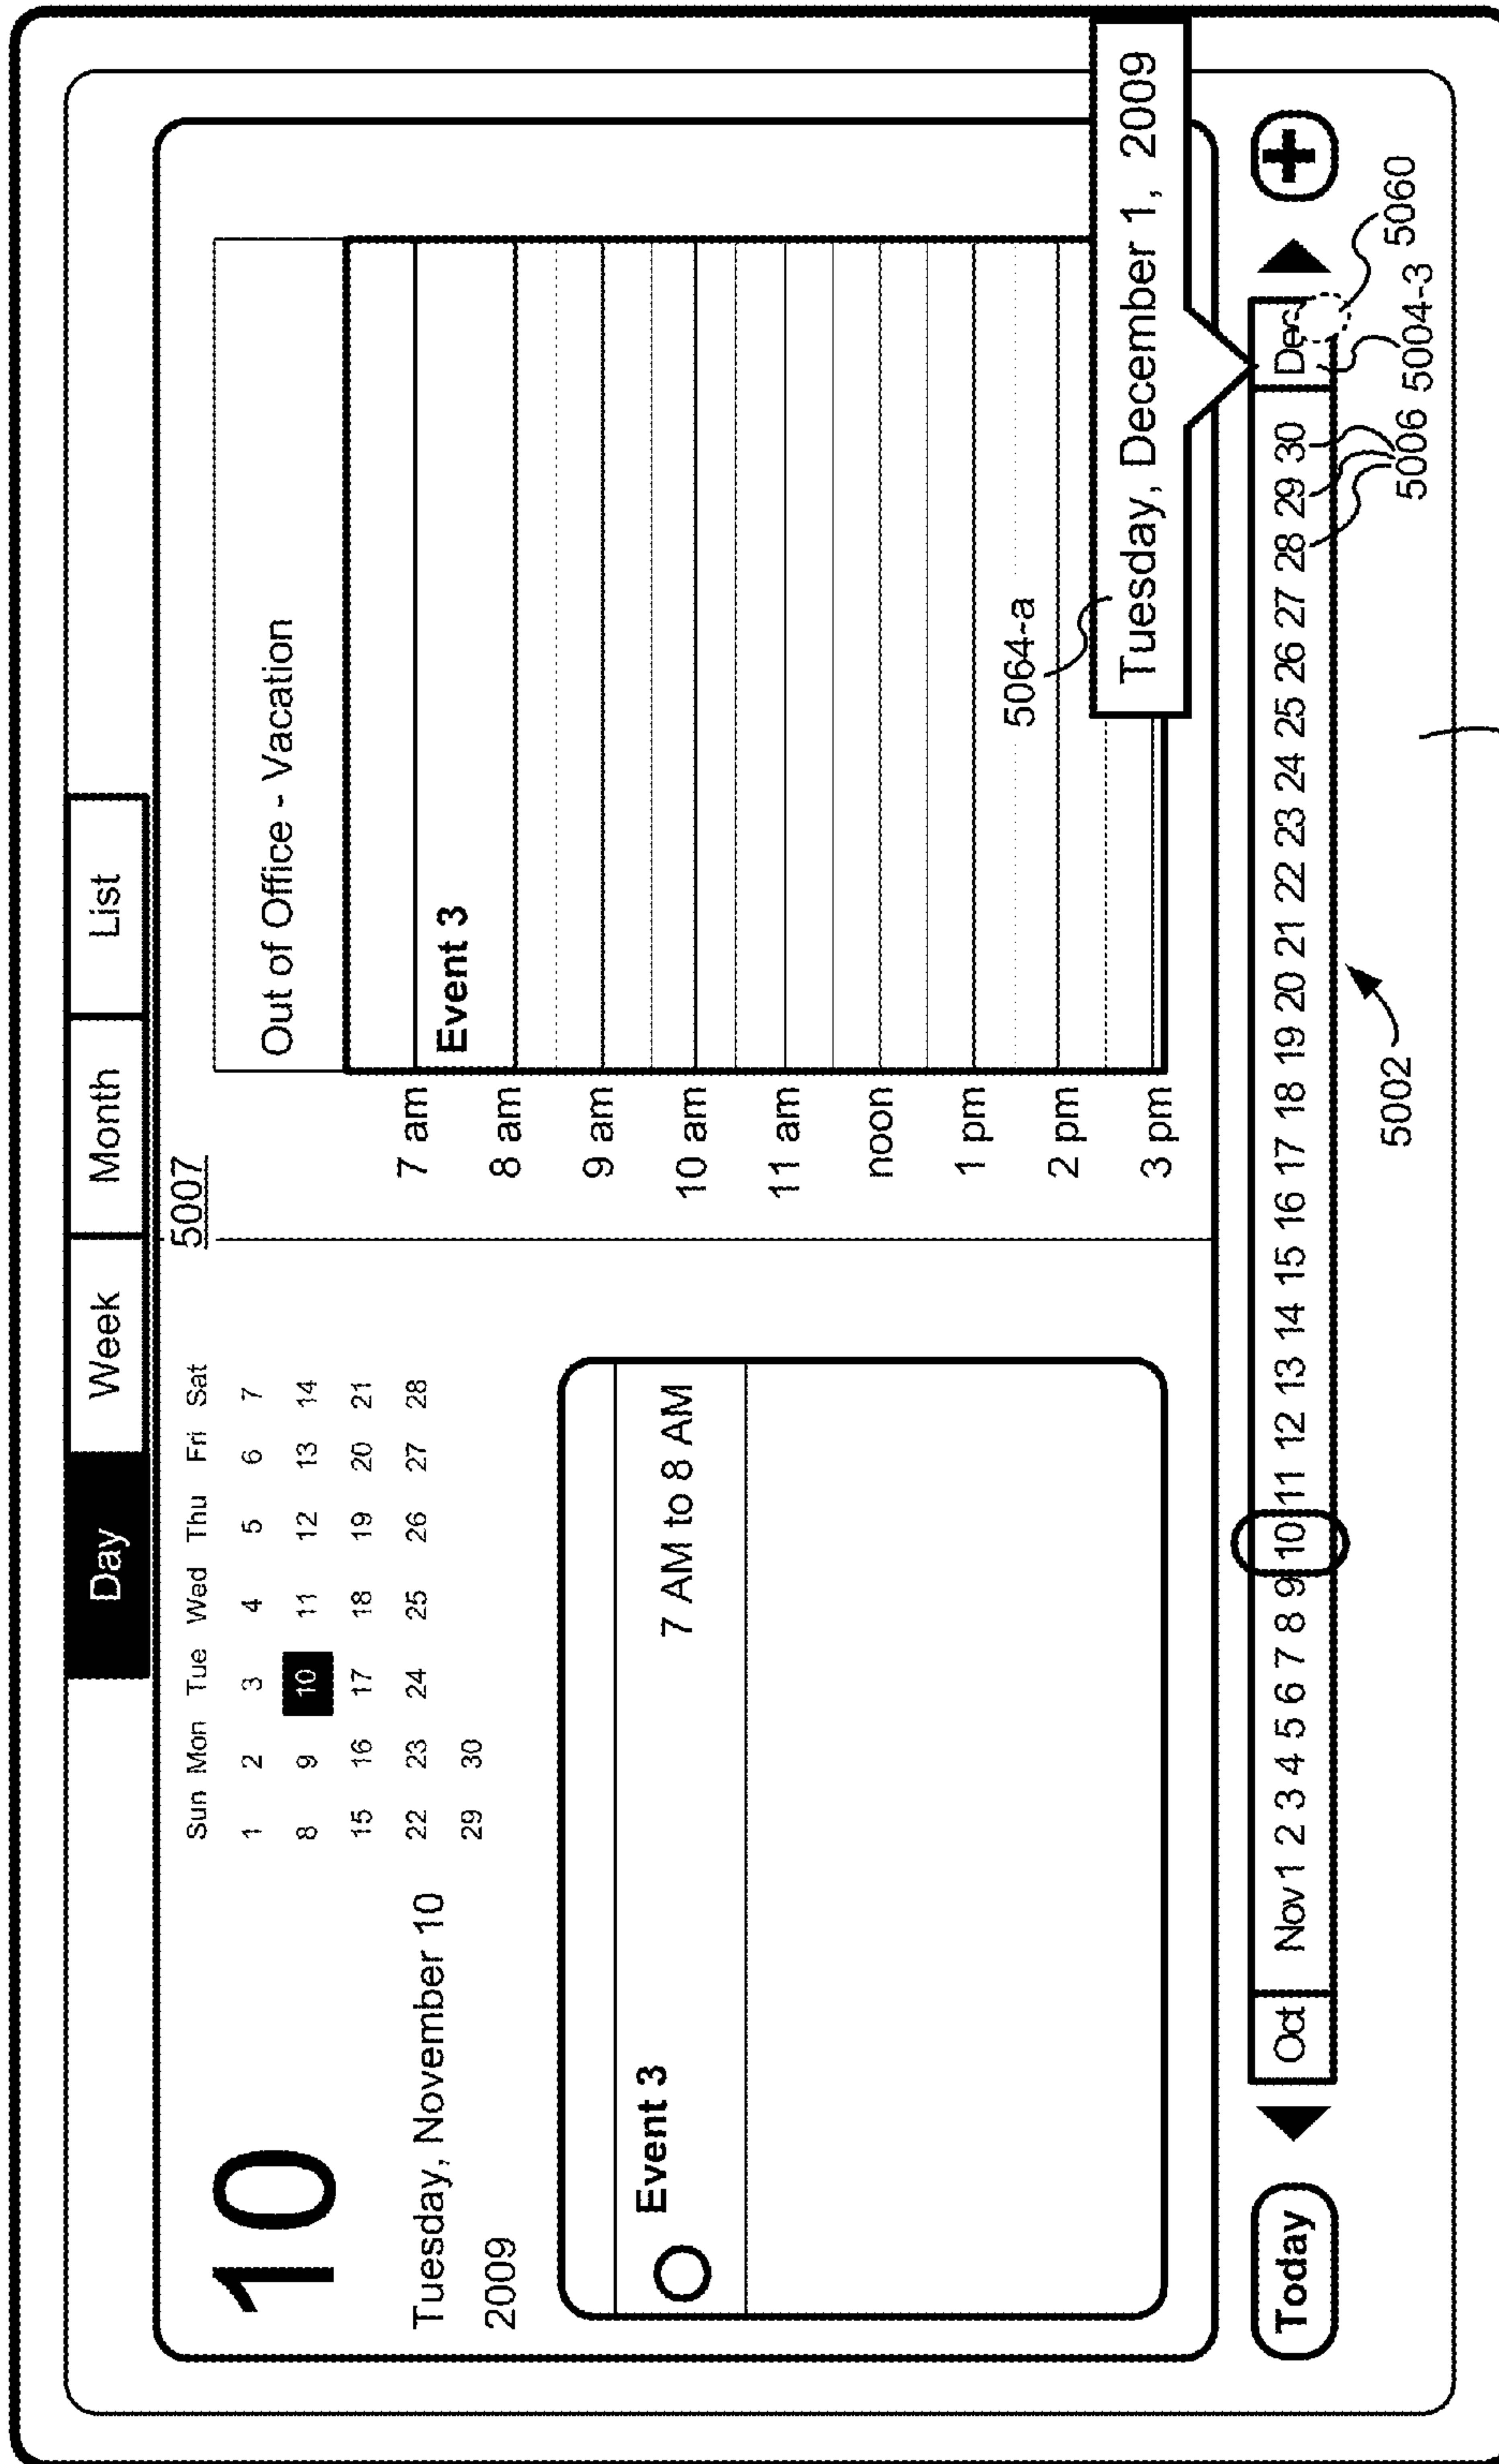 Day Week Month List
5007
10
Tuesday, November 10
2009
Sun Mon Tue Wed Thu Fri Sat
1 2 3 4 5 6 7
8 9 10 11 12 13 14
15 16 17 18 19 20 21
22 23 24 25 26 27 28
29 30
Event 3
7 AM to 8 AM
Out of Office - Vacation
7 am
Event 3
8 am
9 am
10 am
11 am
noon
1 pm
5064-a
2 pm
3 pm
Tuesday, December 1, 2009
Today Oct Nov 1 2 3 4 5 6 7 8 9 10 11 12 13 14 15 16 17 18 19 20 21 22 23 24 25 26 27 28 29 30 Dec +
5002
5006
5004-3
5060